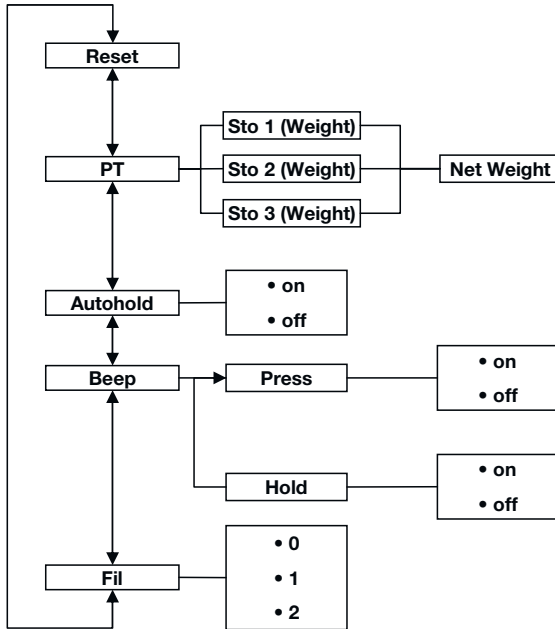 Reset
PT
Sto 1 (Weight)
Sto 2 (Weight)
Sto 3 (Weight)
Net Weight
Autohold
• on
• off
Beep
Press
• on
• off
Hold
• on
• off
Fil
• 0
• 1
• 2